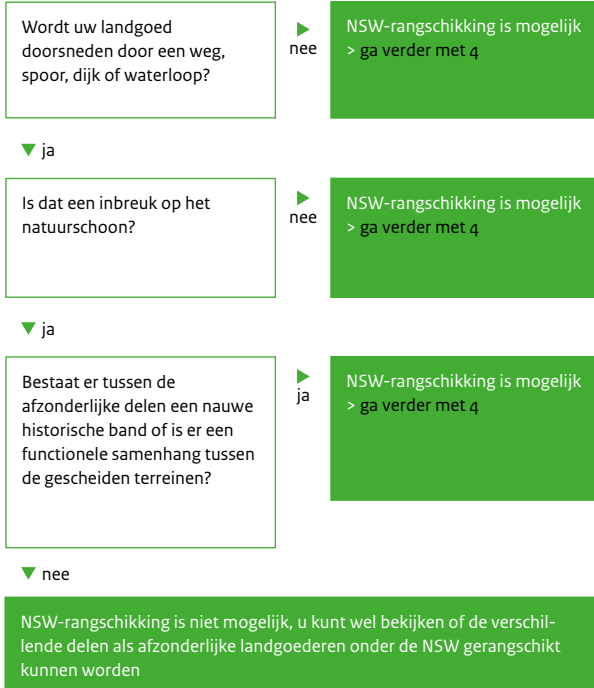 Wordt uw landgoed
doorsneden door een weg,
spoor, dijk of waterloop?
nee
NSW-rangschikking is mogelijk
> ga verder met 4
ja
Is dat een inbreuk op het
natuurschoon?
nee
NSW-rangschikking is mogelijk
> ga verder met 4
ja
Bestaat er tussen de
afzonderlijke delen een nauwe
historische band of is er een
functionele samenhang tussen
de gescheiden terreinen?
ja
NSW-rangschikking is mogelijk
> ga verder met 4
nee
NSW-rangschikking is niet mogelijk, u kunt wel bekijken of de verschil-
lende delen als afzonderlijke landgoederen onder de NSW gerangschikt
kunnen worden